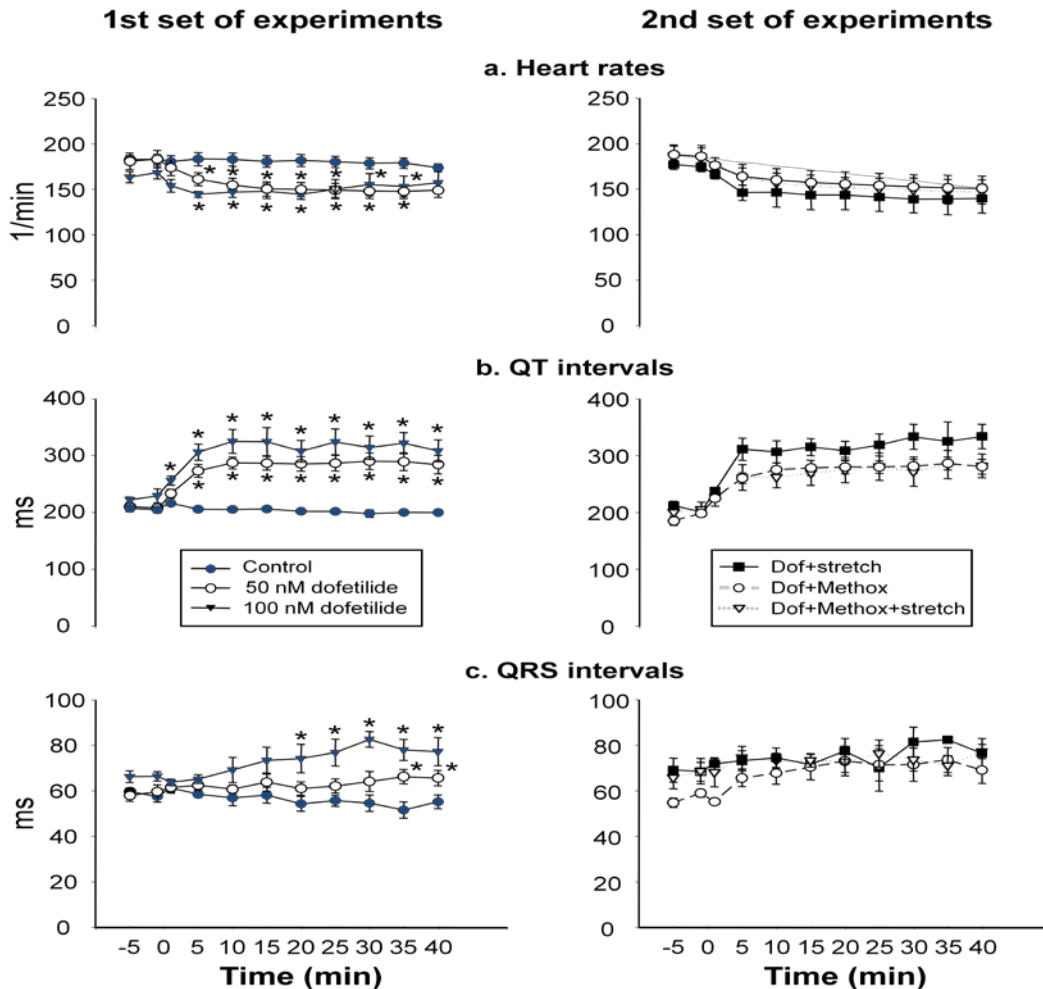 1st set of experiments
2nd set of experiments
a. Heart rates
250
200
150
100
50
0
1/min
* * * * * * *
* * * * * * *
250
200
150
100
50
0
b. QT intervals
400
300
200
100
0
ms
* * * * * * * * *
* * * * * * * *
Control
50 nM dofetilide
100 nM dofetilide
400
300
200
100
0
Dof+stretch
Dof+Methox
Dof+Methox+stretch
c. QRS intervals
100
80
60
40
20
0
ms
* * * * *
* *
-5 0 5 10 15 20 25 30 35 40
Time (min)
100
80
60
40
20
0
-5 0 5 10 15 20 25 30 35 40
Time (min)